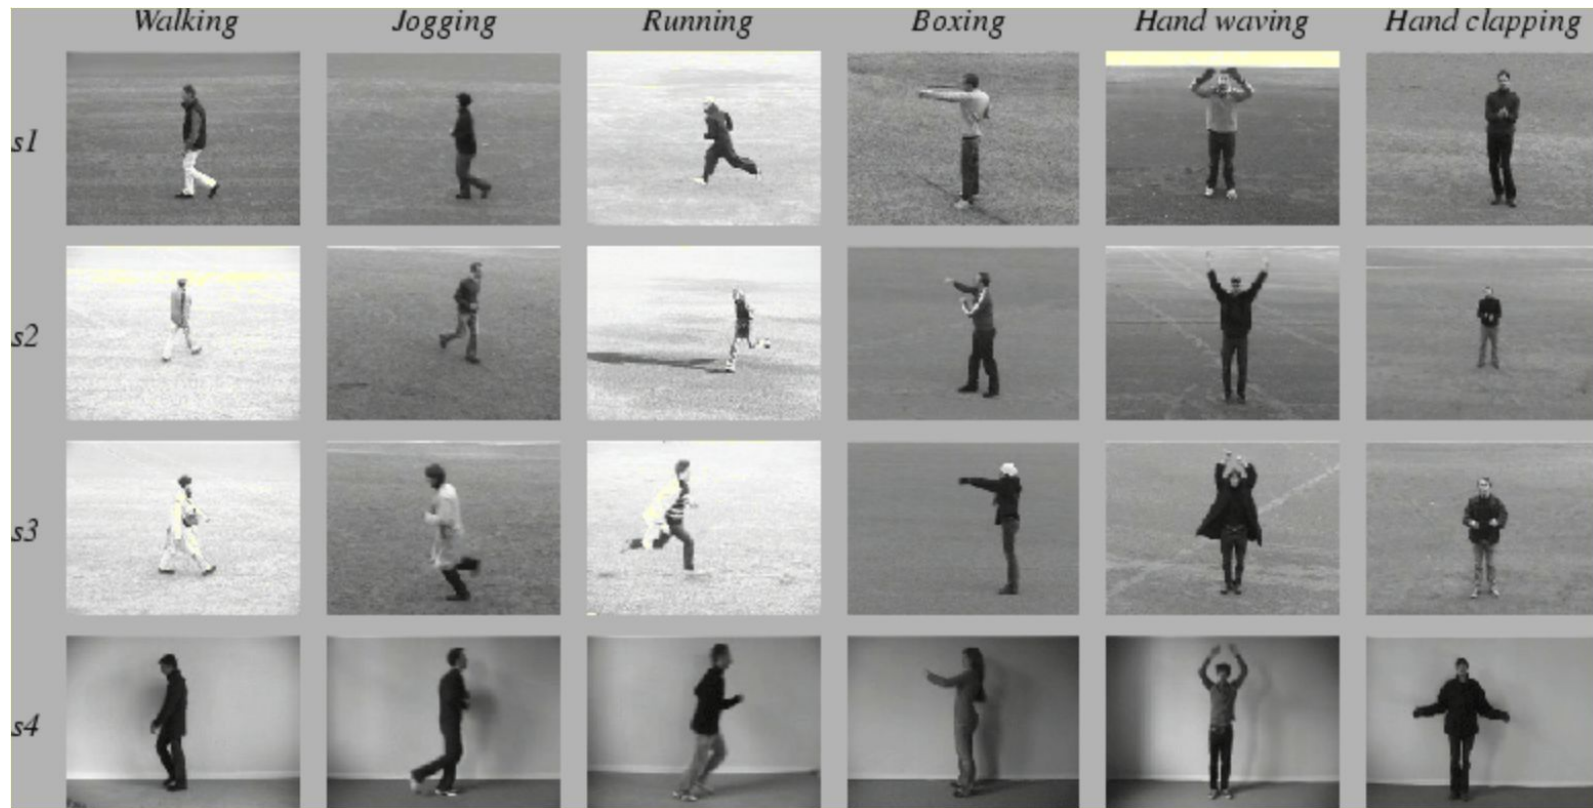 Walking Jogging Running Boxing Hand waving Hand clapping
s1
s2
s3
s4